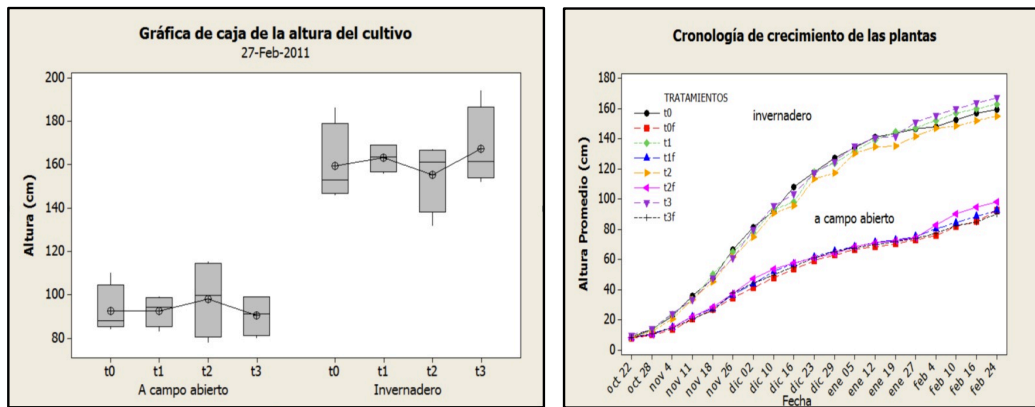 Gráfica de caja de la altura del cultivo
27-Feb-2011
Altura (cm)
200
180
160
140
120
100
80
t0 t1 t2 t3 t0 t1 t2 t3
A campo abierto Invernadero
Cronología de crecimiento de las plantas
Altura Promedio (cm)
180
160
140
120
100
80
60
40
20
0
TRATAMIENTOS
t0
t0f
t1
t1f
t2
t2f
t3
t3f
invernadero
a campo abierto
oct 22
oct 28
nov 4
nov 11
nov 18
nov 26
dic 02
dic 10
dic 16
dic 23
dic 29
ene 05
ene 12
ene 19
ene 27
feb 4
feb 10
feb 16
feb 24
Fecha